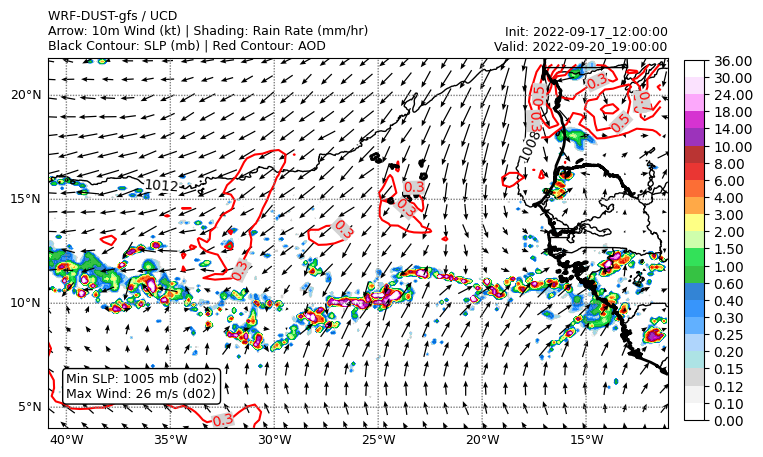 WRF-DUST-gfs / UCD
Arrow: 10m Wind (kt) | Shading: Rain Rate (mm/hr)
Black Contour: SLP (mb) | Red Contour: AOD
Init: 2022-09-17_12:00:00
Valid: 2022-09-20_19:00:00
36.00
30.00
24.00
18.00
14.00
10.00
8.00
6.00
4.00
3.00
2.00
1.50
1.00
0.60
0.40
0.30
0.25
0.20
0.15
0.12
0.10
0.00
20°N
15°N
10°N
5°N
0.3
0.5
0.7
0.5
0.3
1008
1012
0.3
0.3
0.3
0.3
0.3
Min SLP: 1005 mb (d02)
Max Wind: 26 m/s (d02)
40°W
35°W
30°W
25°W
20°W
15°W